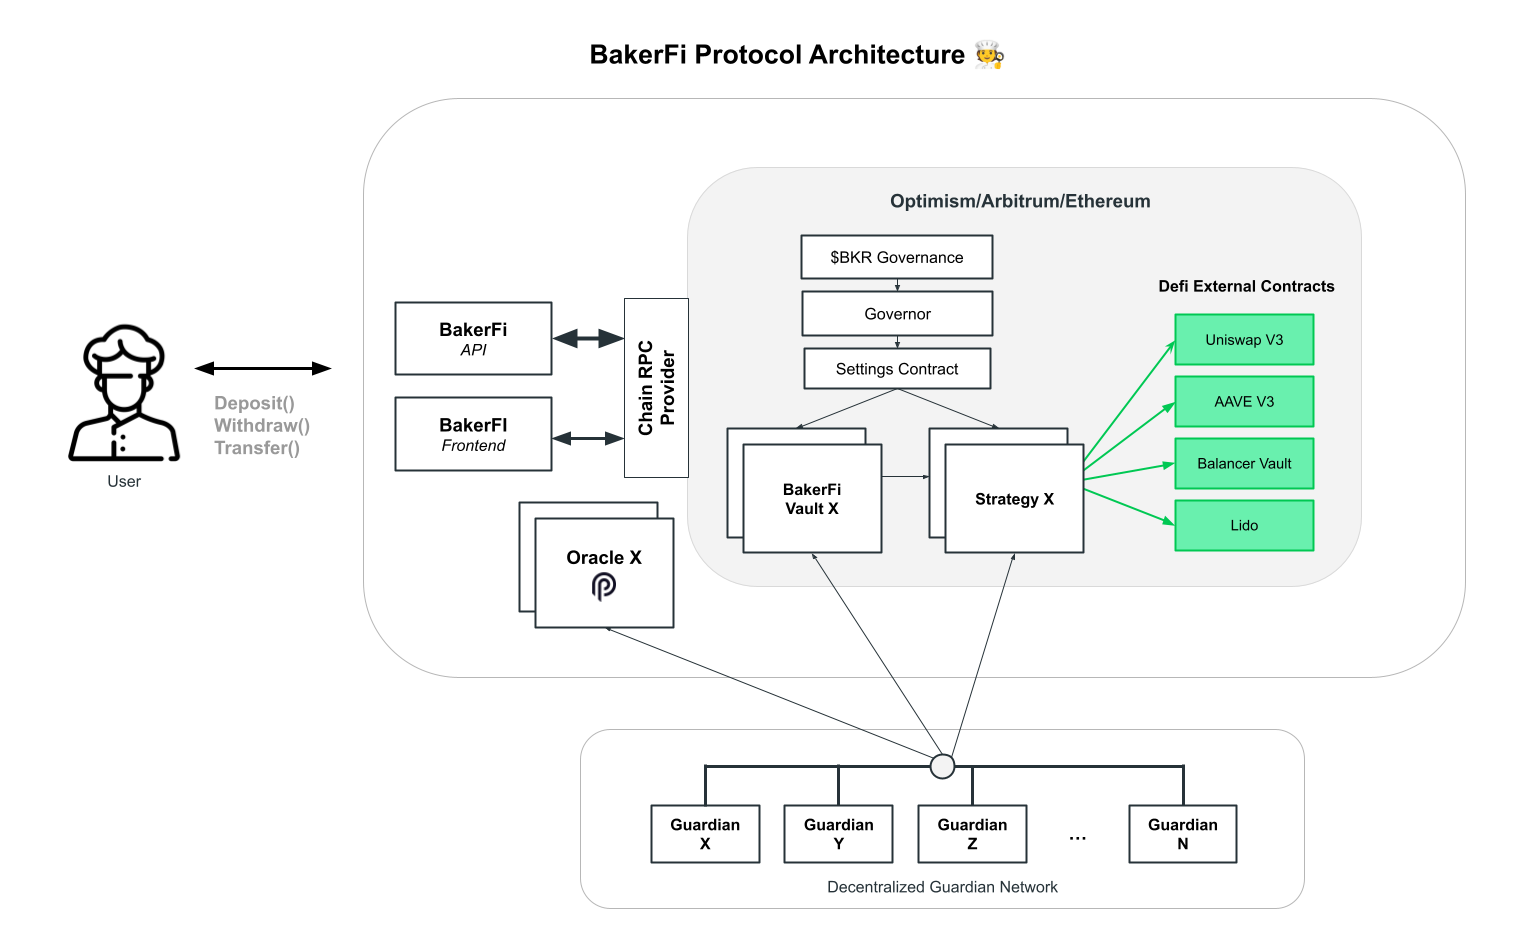 BakerFi Protocol Architecture
Optimism/Arbitrum/Ethereum
$BKR Governance
Governor
Settings Contract
Defi External Contracts
Uniswap V3
AAVE V3
Balancer Vault
Lido
BakerFi
API
BakerFI
Frontend
Chain RPC
Provider
Deposit()
Withdraw()
Transfer()
User
BakerFi
Vault X
Strategy X
Oracle X
Guardian
X
Guardian
Y
Guardian
Z
...
Guardian
N
Decentralized Guardian Network